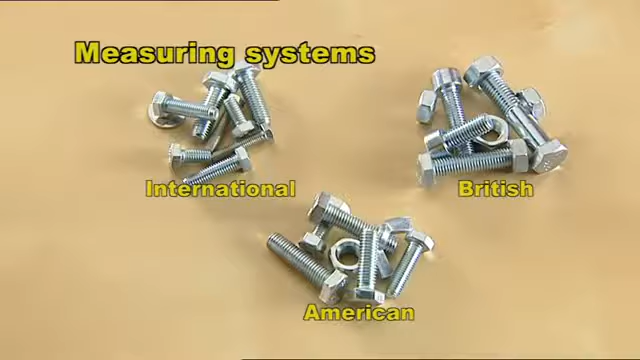 Measuring systems
International
British
American